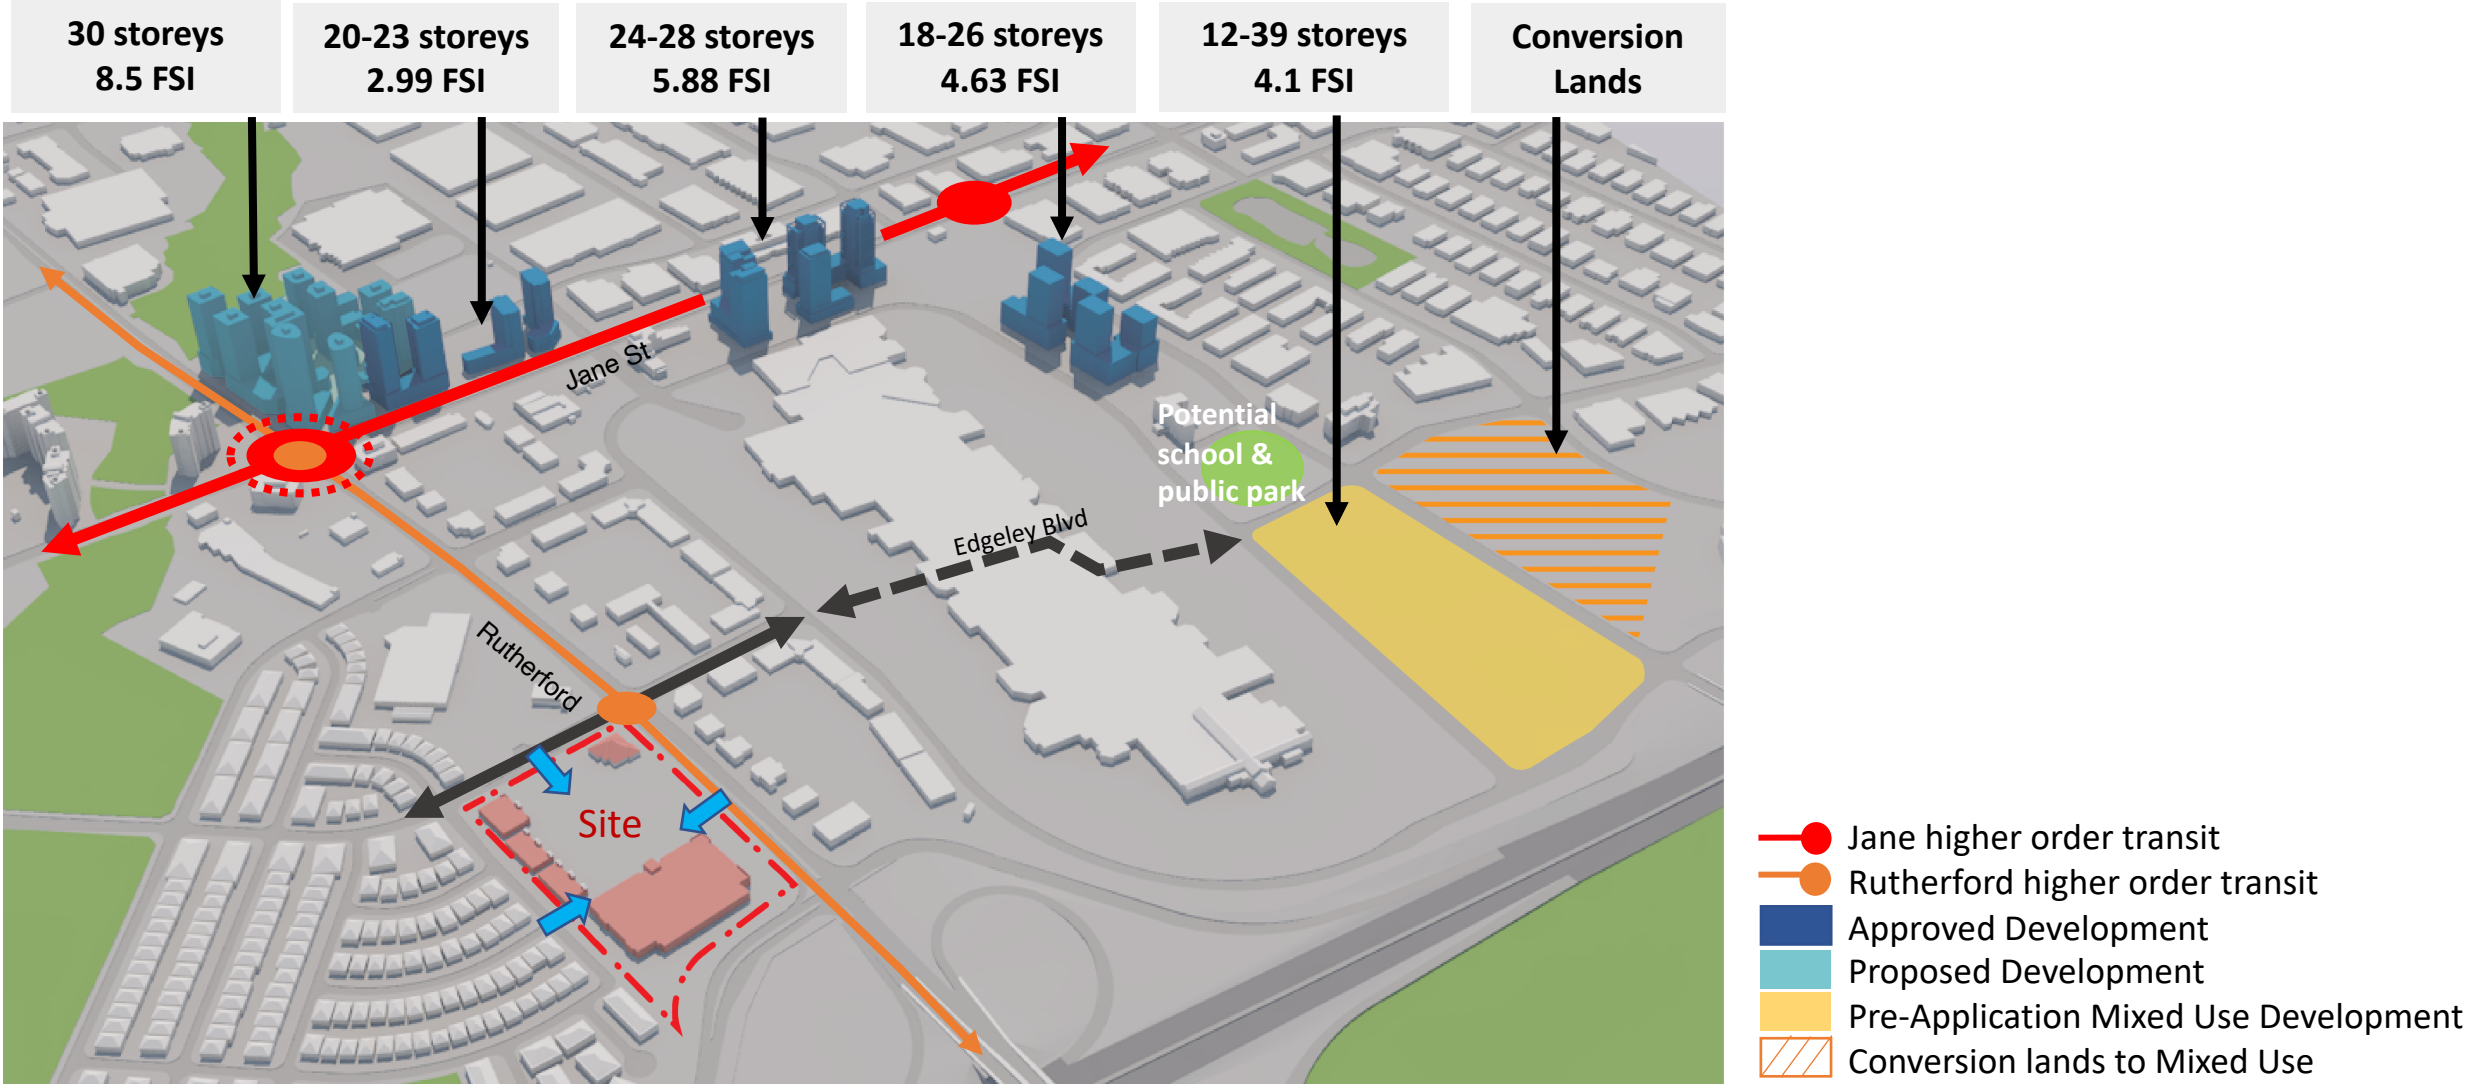 30 storeys
8.5 FSI
20-23 storeys
2.99 FSI
24-28 storeys
5.88 FSI
18-26 storeys
4.63 FSI
12-39 storeys
4.1 FSI
Conversion
Lands
Jane St
Potential
school &
public park
Edgeley Blvd
Rutherford
Site
Jane higher order transit
Rutherford higher order transit
Approved Development
Proposed Development
Pre-Application Mixed Use Development
Conversion lands to Mixed Use